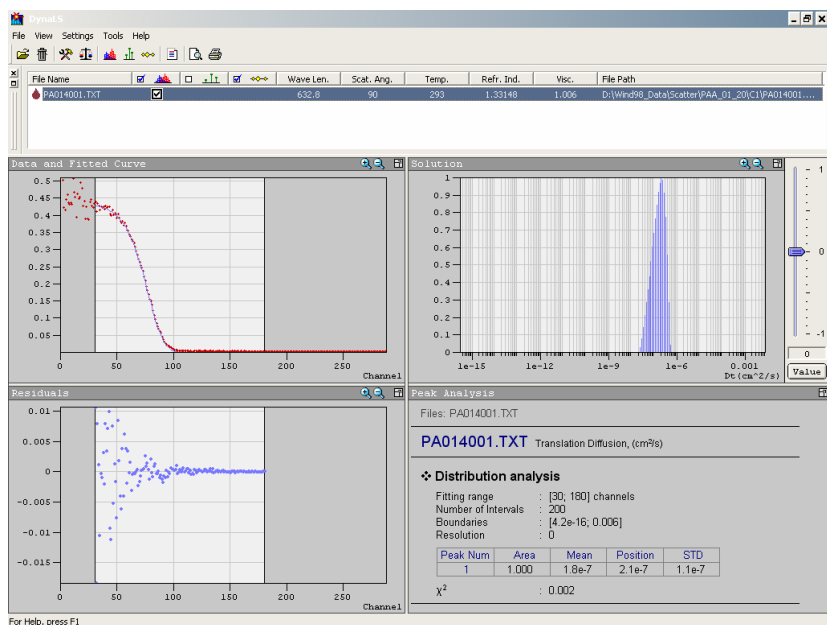 DynaLS
File View Settings Tools Help
File Name Wave Len. Scat. Ang. Temp. Refr. Ind. Visc. File Path
PA014001.TXT 632.8 90 293 1.33148 1.006 D:\Wind98_Data\Scatter\PAA_01_20\C1\PA014001....
Data and Fitted Curve
0.5
0.45
0.4
0.35
0.3
0.25
0.2
0.15
0.1
0.05
0 50 100 150 200 250
Channel
Solution
1
0.9
0.8
0.7
0.6
0.5
0.4
0.3
0.2
0.1
0
1e-15 1e-12 1e-9 1e-6 0.001
Dt(cm^2/s)
1
0
-1
0
Value
Residuals
0.01
0.005
0
-0.005
-0.01
-0.015
0 50 100 150 200 250
Channel
Peak Analysis
Files: PA014001.TXT
PA014001.TXT Translation Diffusion, (cm²/s)
❖ Distribution analysis
Fitting range : [30; 180] channels
Number of Intervals : 200
Boundaries : [4.2e-16; 0.006]
Resolution : 0
Peak Num Area Mean Position STD
1 1.000 1.8e-7 2.1e-7 1.1e-7
χ² : 0.002
For Help, press F1